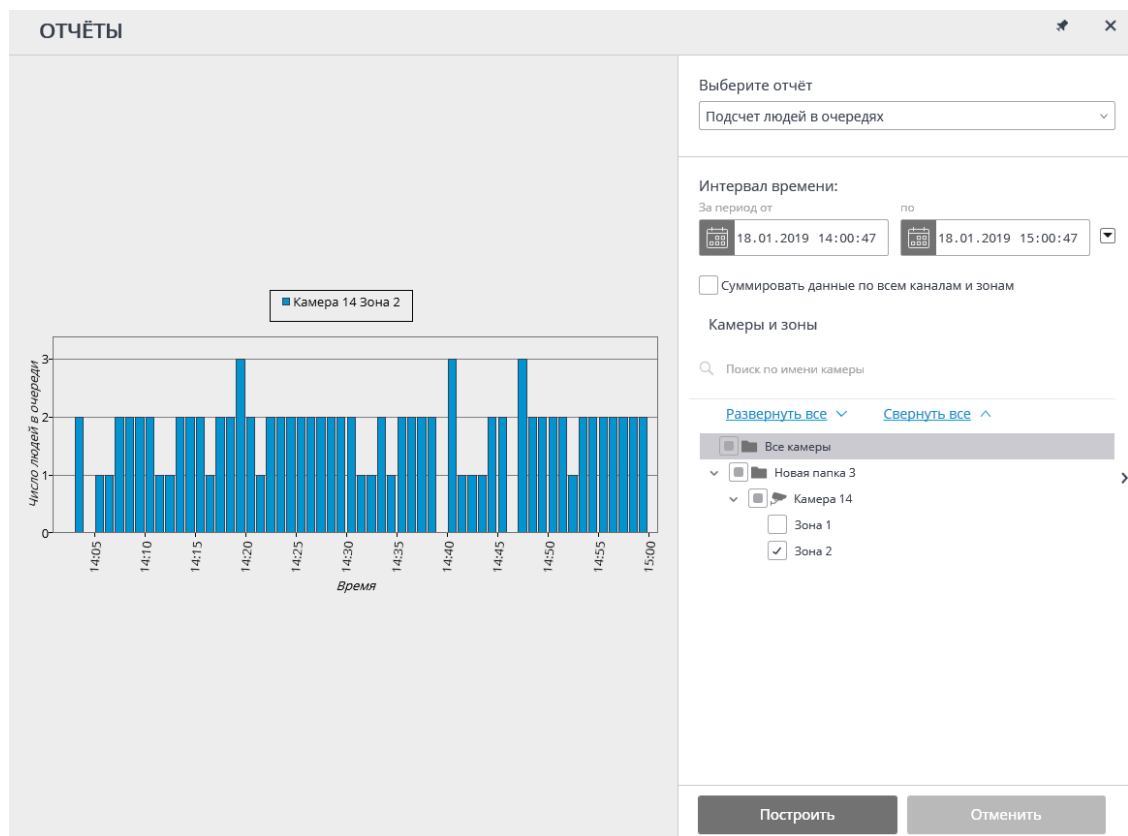 ОТЧЁТЫ
Выберите отчёт
Подсчет людей в очередях
Интервал времени:
За период от
по
18.01.2019 14:00:47
18.01.2019 15:00:47
Суммировать данные по всем каналам и зонам
Камеры и зоны
Поиск по имени камеры
Развернуть все
Свернуть все
Все камеры
Новая папка 3
Камера 14
Зона 1
Зона 2
Камера 14 Зона 2
Число людей в очереди
3
2
1
0
14:05
14:10
14:15
14:20
14:25
14:30
14:35
14:40
14:45
14:50
14:55
15:00
Время
Построить
Отменить